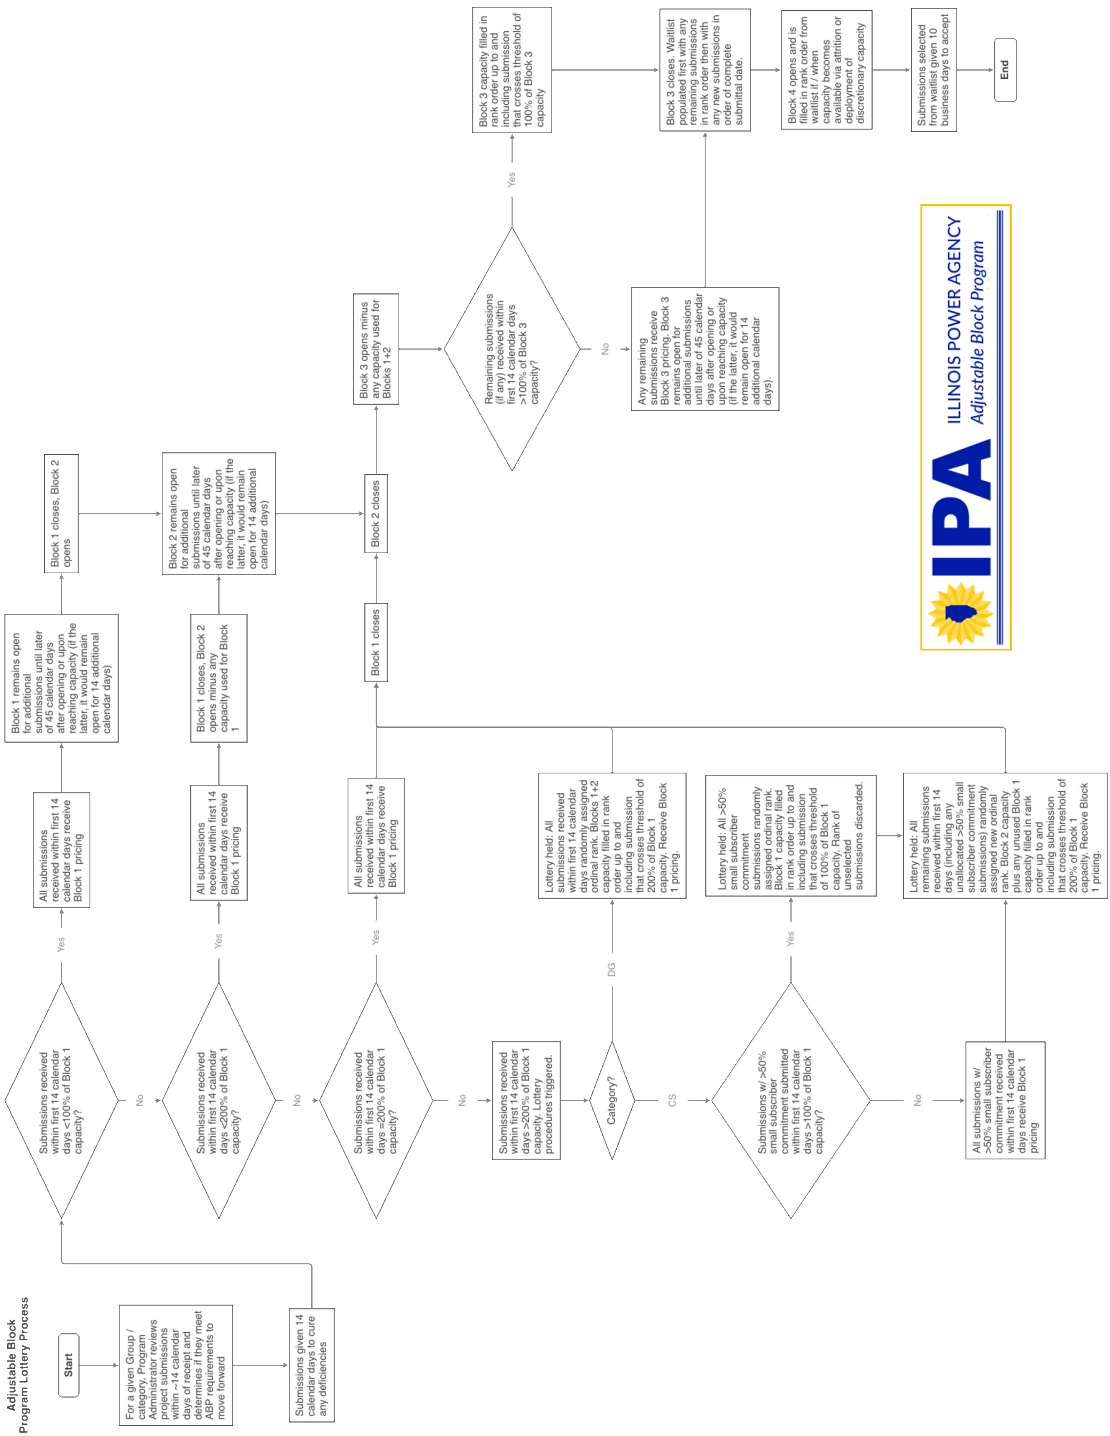 Adjustable Block
Program Lottery Process
Start
For a given Group /
category, Program
Administrator reviews
project submissions
within ~14 calendar
days of receipt and
determines if they meet
ABP requirements to
move forward
Submissions given 14
calendar days to cure
any deficiencies
Submissions received
within first 14 calendar
days <100% of Block 1
capacity?
Yes
All submissions
received within first 14
calendar days receive
Block 1 pricing
Block 1 remains open
for additional
submissions until later
of 45 calendar days
after opening or upon
reaching capacity (if the
latter, it would remain
open for 14 additional
calendar days)
Block 1 closes, Block 2
opens
No
Submissions received
within first 14 calendar
days <200% of Block 1
capacity?
Yes
All submissions
received within first 14
calendar days receive
Block 1 pricing
Block 1 closes, Block 2
opens minus any
capacity used for Block
1
Block 2 remains open
for additional
submissions until later
of 45 calendar days
after opening or upon
reaching capacity (if the
latter, it would remain
open for 14 additional
calendar days)
No
Submissions received
within first 14 calendar
days =200% of Block 1
capacity?
Yes
All submissions
received within first 14
calendar days receive
Block 1 pricing
Block 1 closes
Block 2 closes
Block 3 opens minus
any capacity used for
Blocks 1+2
No
Submissions received
within first 14 calendar
days >200% of Block 1
capacity. Lottery
procedures triggered.
Category?
DG
Lottery held: All
submissions received
within first 14 calendar
days randomly assigned
ordinal rank. Blocks 1+2
capacity filled in rank
order up to and
including submission
that crosses threshold of
200% of Block 1
capacity. Receive Block
1 pricing.
CS
Submissions w/ >50%
small subscriber
commitment submitted
within first 14 calendar
days >100% of Block 1
capacity?
Yes
Lottery held: All >50%
small subscriber
commitment
submissions randomly
assigned ordinal rank.
Block 1 capacity filled
in rank order up to and
including submission
that crosses threshold
of 100% of Block 1
capacity. Rank of
unselected
submissions discarded.
No
All submissions w/
>50% small subscriber
commitment received
within first 14 calendar
days receive Block 1
pricing
Lottery held: All
remaining submissions
received within first 14
days (including any
unallocated >50% small
subscriber commitment
submissions) randomly
assigned new ordinal
rank. Block 2 capacity
plus any unused Block 1
capacity filled in rank
order up to and
including submission
that crosses threshold of
200% of Block 1
capacity. Receive Block
1 pricing.
Remaining submissions
(if any) received within
first 14 calendar days
>100% of Block 3
capacity?
Yes
Block 3 capacity filled in
rank order up to and
including submission
that crosses threshold of
100% of Block 3
capacity
No
Any remaining
submissions receive
Block 3 pricing. Block 3
remains open for
additional submissions
until later of 45 calendar
days after opening or
upon reaching capacity
(if the latter, it would
remain open for 14
additional calendar
days).
Block 3 closes. Waitlist
populated first with any
remaining submissions
in rank order then with
any new submissions in
order of complete
submittal date.
Block 4 opens and is
filled in rank order from
waitlist if / when
capacity becomes
available via attrition or
deployment of
discretionary capacity
Submissions selected
from waitlist given 10
business days to accept
End
IPA
ILLINOIS POWER AGENCY
Adjustable Block Program